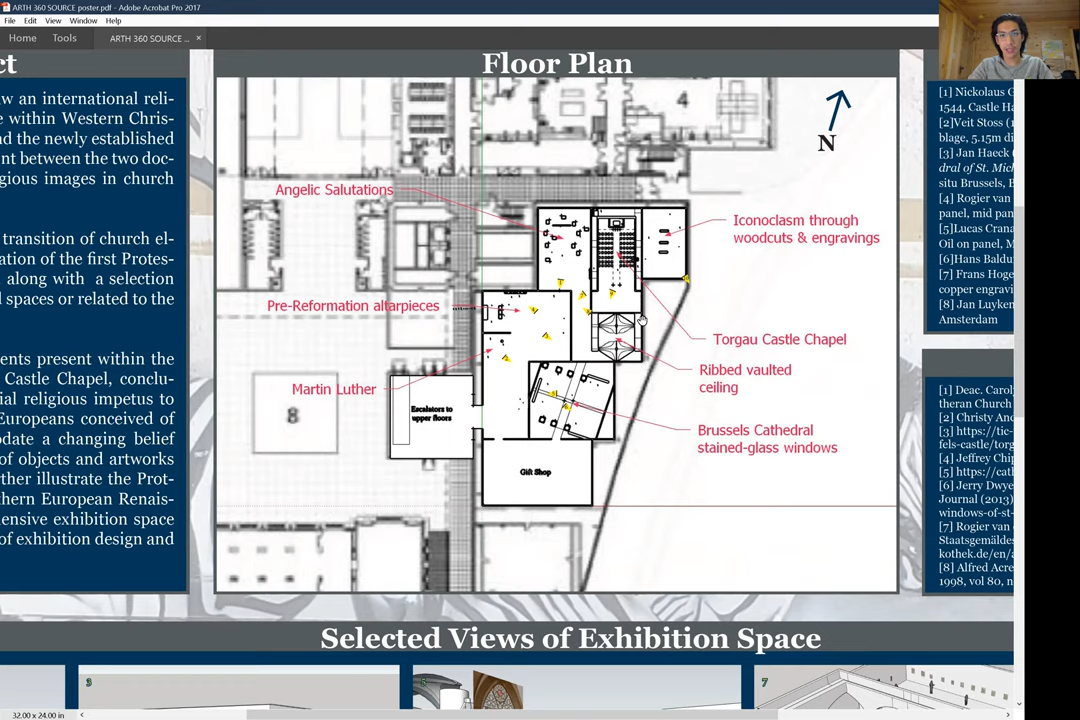 ARTH 360 SOURCE poster.pdf - Adobe Acrobat Pro 2017
File Edit View Window Help
Home Tools ARTH 360 SOURCE ... ×
ct
w an international reli-
e within Western Chris-
nd the newly established
nt between the two doc-
gious images in church
transition of church el-
ation of the first Protes-
along with a selection
l spaces or related to the
ents present within the
Castle Chapel, conclu-
ial religious impetus to
Europeans conceived of
odate a changing belief
of objects and artworks
rther illustrate the Prot-
thern European Renais-
ensive exhibition space
of exhibition design and
Floor Plan
4
N
Angelic Salutations
Iconoclasm through
woodcuts & engravings
Pre-Reformation altarpieces
Torgau Castle Chapel
Ribbed vaulted
ceiling
Martin Luther
8
Escalators to
upper floors
Brussels Cathedral
stained-glass windows
Gift Shop
[1] Nickolaus G
1544, Castle Ha
[2]Veit Stoss (1
blage, 5.15m di
[3] Jan Haeck (
dral of St. Mich
situ Brussels, B
[4] Rogier van
panel, mid pan
[5]Lucas Crana
Oil on panel, M
[6]Hans Baldu
[7] Frans Hoge
copper engravi
[8] Jan Luyken
Amsterdam
[1] Deac. Caroly
theran Church
[2] Christy And
[3] https://tic-
fels-castle/torg
[4] Jeffrey Chip
[5] https://cath
[6] Jerry Dwye
Journal (2013)
windows-of-st-
[7] Rogier van
Staatsgemäldes
kothek.de/en/a
[8] Alfred Acre
1998, vol 80, n
Selected Views of Exhibition Space
3
7
32.00 x 24.00 in